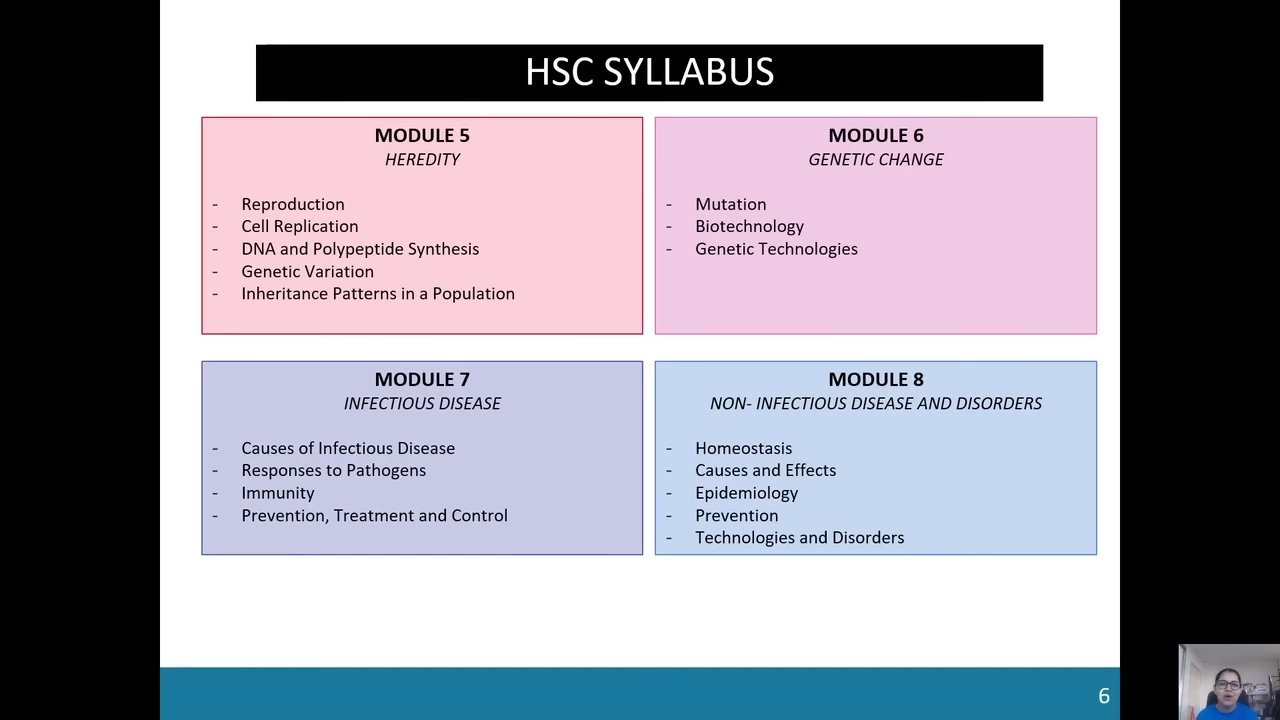 HSC SYLLABUS
MODULE 5
HEREDITY
- Reproduction
- Cell Replication
- DNA and Polypeptide Synthesis
- Genetic Variation
- Inheritance Patterns in a Population
MODULE 6
GENETIC CHANGE
- Mutation
- Biotechnology
- Genetic Technologies
MODULE 7
INFECTIOUS DISEASE
- Causes of Infectious Disease
- Responses to Pathogens
- Immunity
- Prevention, Treatment and Control
MODULE 8
NON- INFECTIOUS DISEASE AND DISORDERS
- Homeostasis
- Causes and Effects
- Epidemiology
- Prevention
- Technologies and Disorders
6